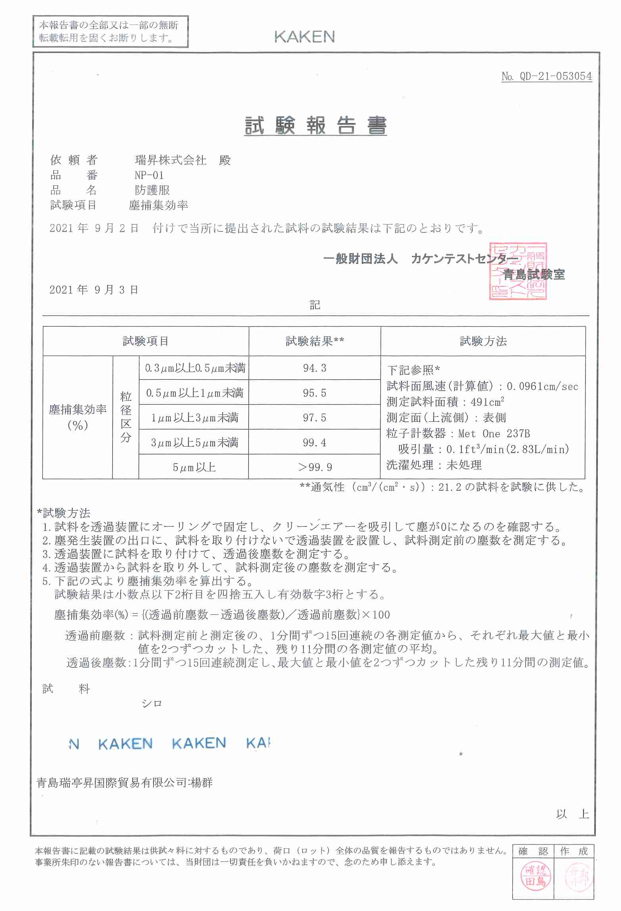 本報告書の全部又は一部の無断
転載転用を固くお断りします。
KAKEN
No. QD-21-053054
試験報告書
依頼者 瑞昇株式会社 殿
品番 NP-01
品名 防護服
試験項目 塵捕集効率
2021年9月2日 付けで当所に提出された試料の試験結果は下記のとおりです。
一般財団法人 カケンテストセンター
青島試験室
2021年9月3日
記
試験項目 試験結果** 試験方法
塵捕集効率(%)
粒径区分
0.3μm以上0.5μm未満 94.3
0.5μm以上1μm未満 95.5
1μm以上3μm未満 97.5
3μm以上5μm未満 99.4
5μm以上 >99.9
下記参照*
試料面風速(計算値):0.0961cm/sec
測定試料面積:491cm²
測定面(上流側):表側
粒子計数器:Met One 237B
吸引量:0.1ft³/min(2.83L/min)
洗濯処理:未処理
**通気性 (cm³/(cm²・s)):21.2の試料を試験に供した。
*試験方法
1. 試料を透過装置にオーリングで固定し、クリーンエアーを吸引して塵が0になるのを確認する。
2. 塵発生装置の出口に、試料を取り付けないで透過装置を設置し、試料測定前の塵数を測定する。
3. 透過装置に試料を取り付けて、透過後塵数を測定する。
4. 透過装置から試料を取り外して、試料測定後の塵数を測定する。
5. 下記の式より塵捕集効率を算出する。
試験結果は小数点以下2桁目を四捨五入し有効数字3桁とする。
塵捕集効率(%)={(透過前塵数-透過後塵数)/透過前塵数}×100
透過前塵数:試料測定前と測定後の、1分間ずつ15回連続の各測定値から、それぞれ最大値と最小
値を2つずつカットした、残り11分間の各測定値の平均。
透過後塵数:1分間ずつ15回連続測定し、最大値と最小値を2つずつカットした残り11分間の測定値。
試料
シロ
N KAKEN KAKEN KA
青島瑞亭昇国際貿易有限公司:楊群
以上
本報告書に記載の試験結果は供試々料に対するものであり、荷口(ロット)全体の品質を報告するものではありません。
事業所朱印のない報告書については、当財団は一切責任を負いかねますので、念のため申し添えます。
確認 作成